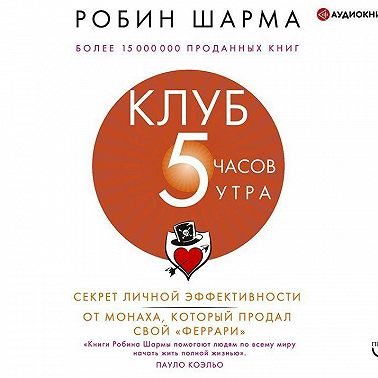 РОБИН ШАРМА
БОЛЕЕ 15 000 000 ПРОДАННЫХ КНИГ
КЛУБ
5 ЧАСОВ
УТРА
СЕКРЕТ ЛИЧНОЙ ЭФФЕКТИВНОСТИ
ОТ МОНАХА, КОТОРЫЙ ПРОДАЛ
СВОЙ «ФЕРРАРИ»
«Книги Робина Шармы помогают людям по всему миру
начать жить полной жизнью».
ПАУЛО КОЭЛЬО